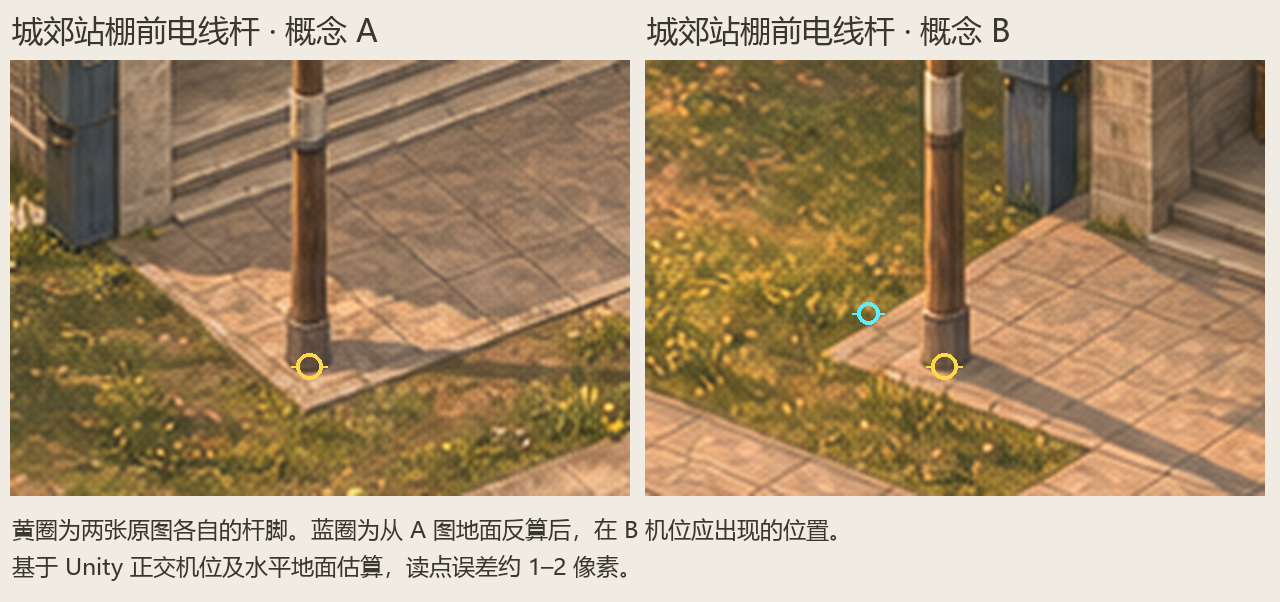 城郊站棚前电线杆 · 概念 A
城郊站棚前电线杆 · 概念 B
黄圈为两张原图各自的杆脚。蓝圈为从 A 图地面反算后，在 B 机位应出现的位置。
基于 Unity 正交机位及水平地面估算，读点误差约 1–2 像素。